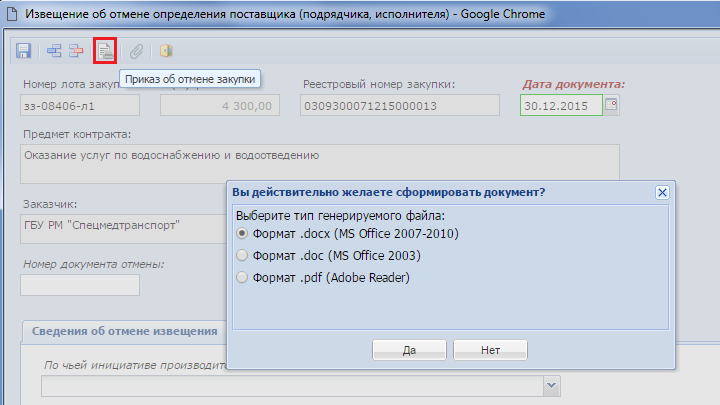 Извещение об отмене определения поставщика (подрядчика, исполнителя) - Google Chrome
Приказ об отмене закупки
Номер лота закуп
Реестровый номер закупки:
Дата документа:
зз-08406-л1
4 300,00
0309300071215000013
30.12.2015
Предмет контракта:
Оказание услуг по водоснабжению и водоотведению
Вы действительно желаете сформировать документ?
Заказчик:
ГБУ РМ "Спецмедтранспорт"
Выберите тип генерируемого файла:
Формат .docx (MS Office 2007-2010)
Формат .doc (MS Office 2003)
Формат .pdf (Adobe Reader)
Номер документа отмены:
Да
Нет
Сведения об отмене извещения
По чьей инициативе производит